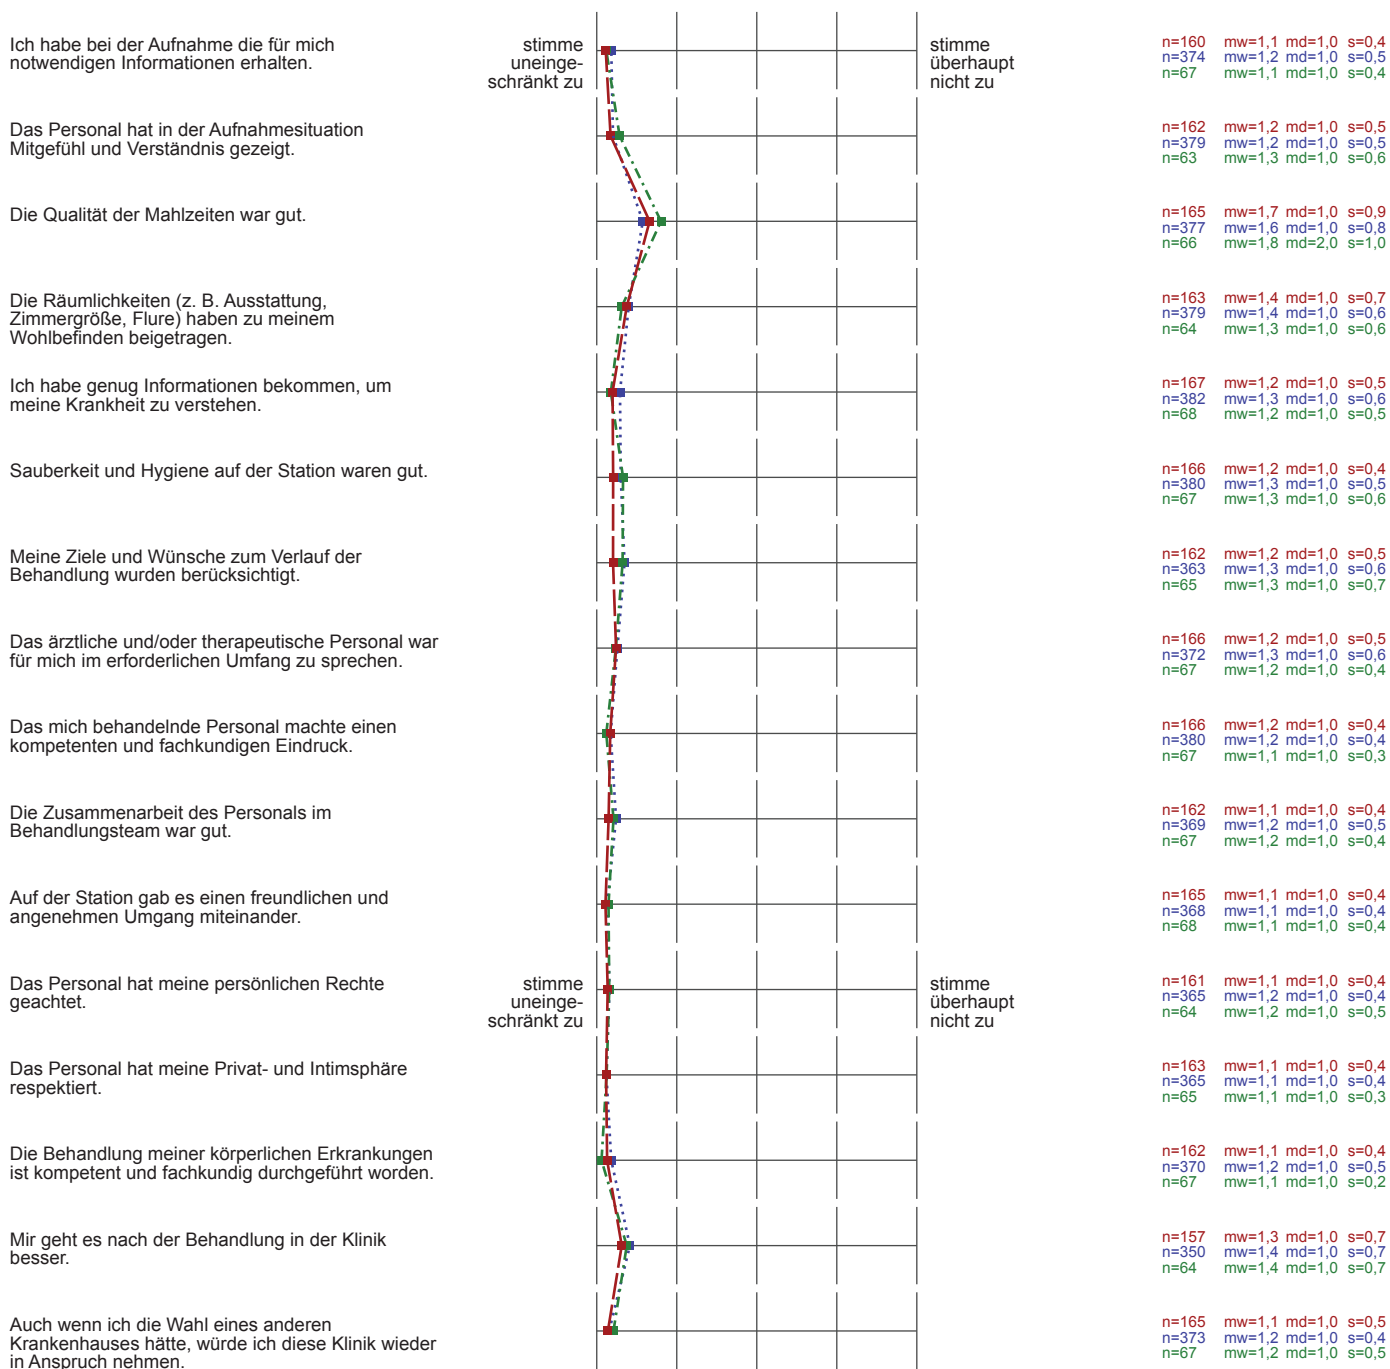 Ich habe bei der Aufnahme die für mich
notwendigen Informationen erhalten.
stimme
uneinge-
schränkt zu
stimme
überhaupt
nicht zu
n=160 mw=1,1 md=1,0 s=0,4
n=374 mw=1,2 md=1,0 s=0,5
n=67 mw=1,1 md=1,0 s=0,4
Das Personal hat in der Aufnahmesituation
Mitgefühl und Verständnis gezeigt.
n=162 mw=1,2 md=1,0 s=0,5
n=379 mw=1,2 md=1,0 s=0,5
n=63 mw=1,3 md=1,0 s=0,6
Die Qualität der Mahlzeiten war gut.
n=165 mw=1,7 md=1,0 s=0,9
n=377 mw=1,6 md=1,0 s=0,8
n=66 mw=1,8 md=2,0 s=1,0
Die Räumlichkeiten (z. B. Ausstattung,
Zimmergröße, Flure) haben zu meinem
Wohlbefinden beigetragen.
n=163 mw=1,4 md=1,0 s=0,7
n=379 mw=1,4 md=1,0 s=0,6
n=64 mw=1,3 md=1,0 s=0,6
Ich habe genug Informationen bekommen, um
meine Krankheit zu verstehen.
n=167 mw=1,2 md=1,0 s=0,5
n=382 mw=1,3 md=1,0 s=0,6
n=68 mw=1,2 md=1,0 s=0,5
Sauberkeit und Hygiene auf der Station waren gut.
n=166 mw=1,2 md=1,0 s=0,4
n=380 mw=1,3 md=1,0 s=0,5
n=67 mw=1,3 md=1,0 s=0,6
Meine Ziele und Wünsche zum Verlauf der
Behandlung wurden berücksichtigt.
n=162 mw=1,2 md=1,0 s=0,5
n=363 mw=1,3 md=1,0 s=0,6
n=65 mw=1,3 md=1,0 s=0,7
Das ärztliche und/oder therapeutische Personal war
für mich im erforderlichen Umfang zu sprechen.
n=166 mw=1,2 md=1,0 s=0,5
n=372 mw=1,3 md=1,0 s=0,6
n=67 mw=1,2 md=1,0 s=0,4
Das mich behandelnde Personal machte einen
kompetenten und fachkundigen Eindruck.
n=166 mw=1,2 md=1,0 s=0,4
n=380 mw=1,2 md=1,0 s=0,4
n=67 mw=1,1 md=1,0 s=0,3
Die Zusammenarbeit des Personals im
Behandlungsteam war gut.
n=162 mw=1,1 md=1,0 s=0,4
n=369 mw=1,2 md=1,0 s=0,5
n=67 mw=1,2 md=1,0 s=0,4
Auf der Station gab es einen freundlichen und
angenehmen Umgang miteinander.
n=165 mw=1,1 md=1,0 s=0,4
n=368 mw=1,1 md=1,0 s=0,4
n=68 mw=1,1 md=1,0 s=0,4
Das Personal hat meine persönlichen Rechte
geachtet.
stimme
uneinge-
schränkt zu
stimme
überhaupt
nicht zu
n=161 mw=1,1 md=1,0 s=0,4
n=365 mw=1,2 md=1,0 s=0,4
n=64 mw=1,2 md=1,0 s=0,5
Das Personal hat meine Privat- und Intimsphäre
respektiert.
n=163 mw=1,1 md=1,0 s=0,4
n=365 mw=1,1 md=1,0 s=0,4
n=65 mw=1,1 md=1,0 s=0,3
Die Behandlung meiner körperlichen Erkrankungen
ist kompetent und fachkundig durchgeführt worden.
n=162 mw=1,1 md=1,0 s=0,4
n=370 mw=1,2 md=1,0 s=0,5
n=67 mw=1,1 md=1,0 s=0,2
Mir geht es nach der Behandlung in der Klinik
besser.
n=157 mw=1,3 md=1,0 s=0,7
n=350 mw=1,4 md=1,0 s=0,7
n=64 mw=1,4 md=1,0 s=0,7
Auch wenn ich die Wahl eines anderen
Krankenhauses hätte, würde ich diese Klinik wieder
in Anspruch nehmen.
n=165 mw=1,1 md=1,0 s=0,5
n=373 mw=1,2 md=1,0 s=0,4
n=67 mw=1,2 md=1,0 s=0,5